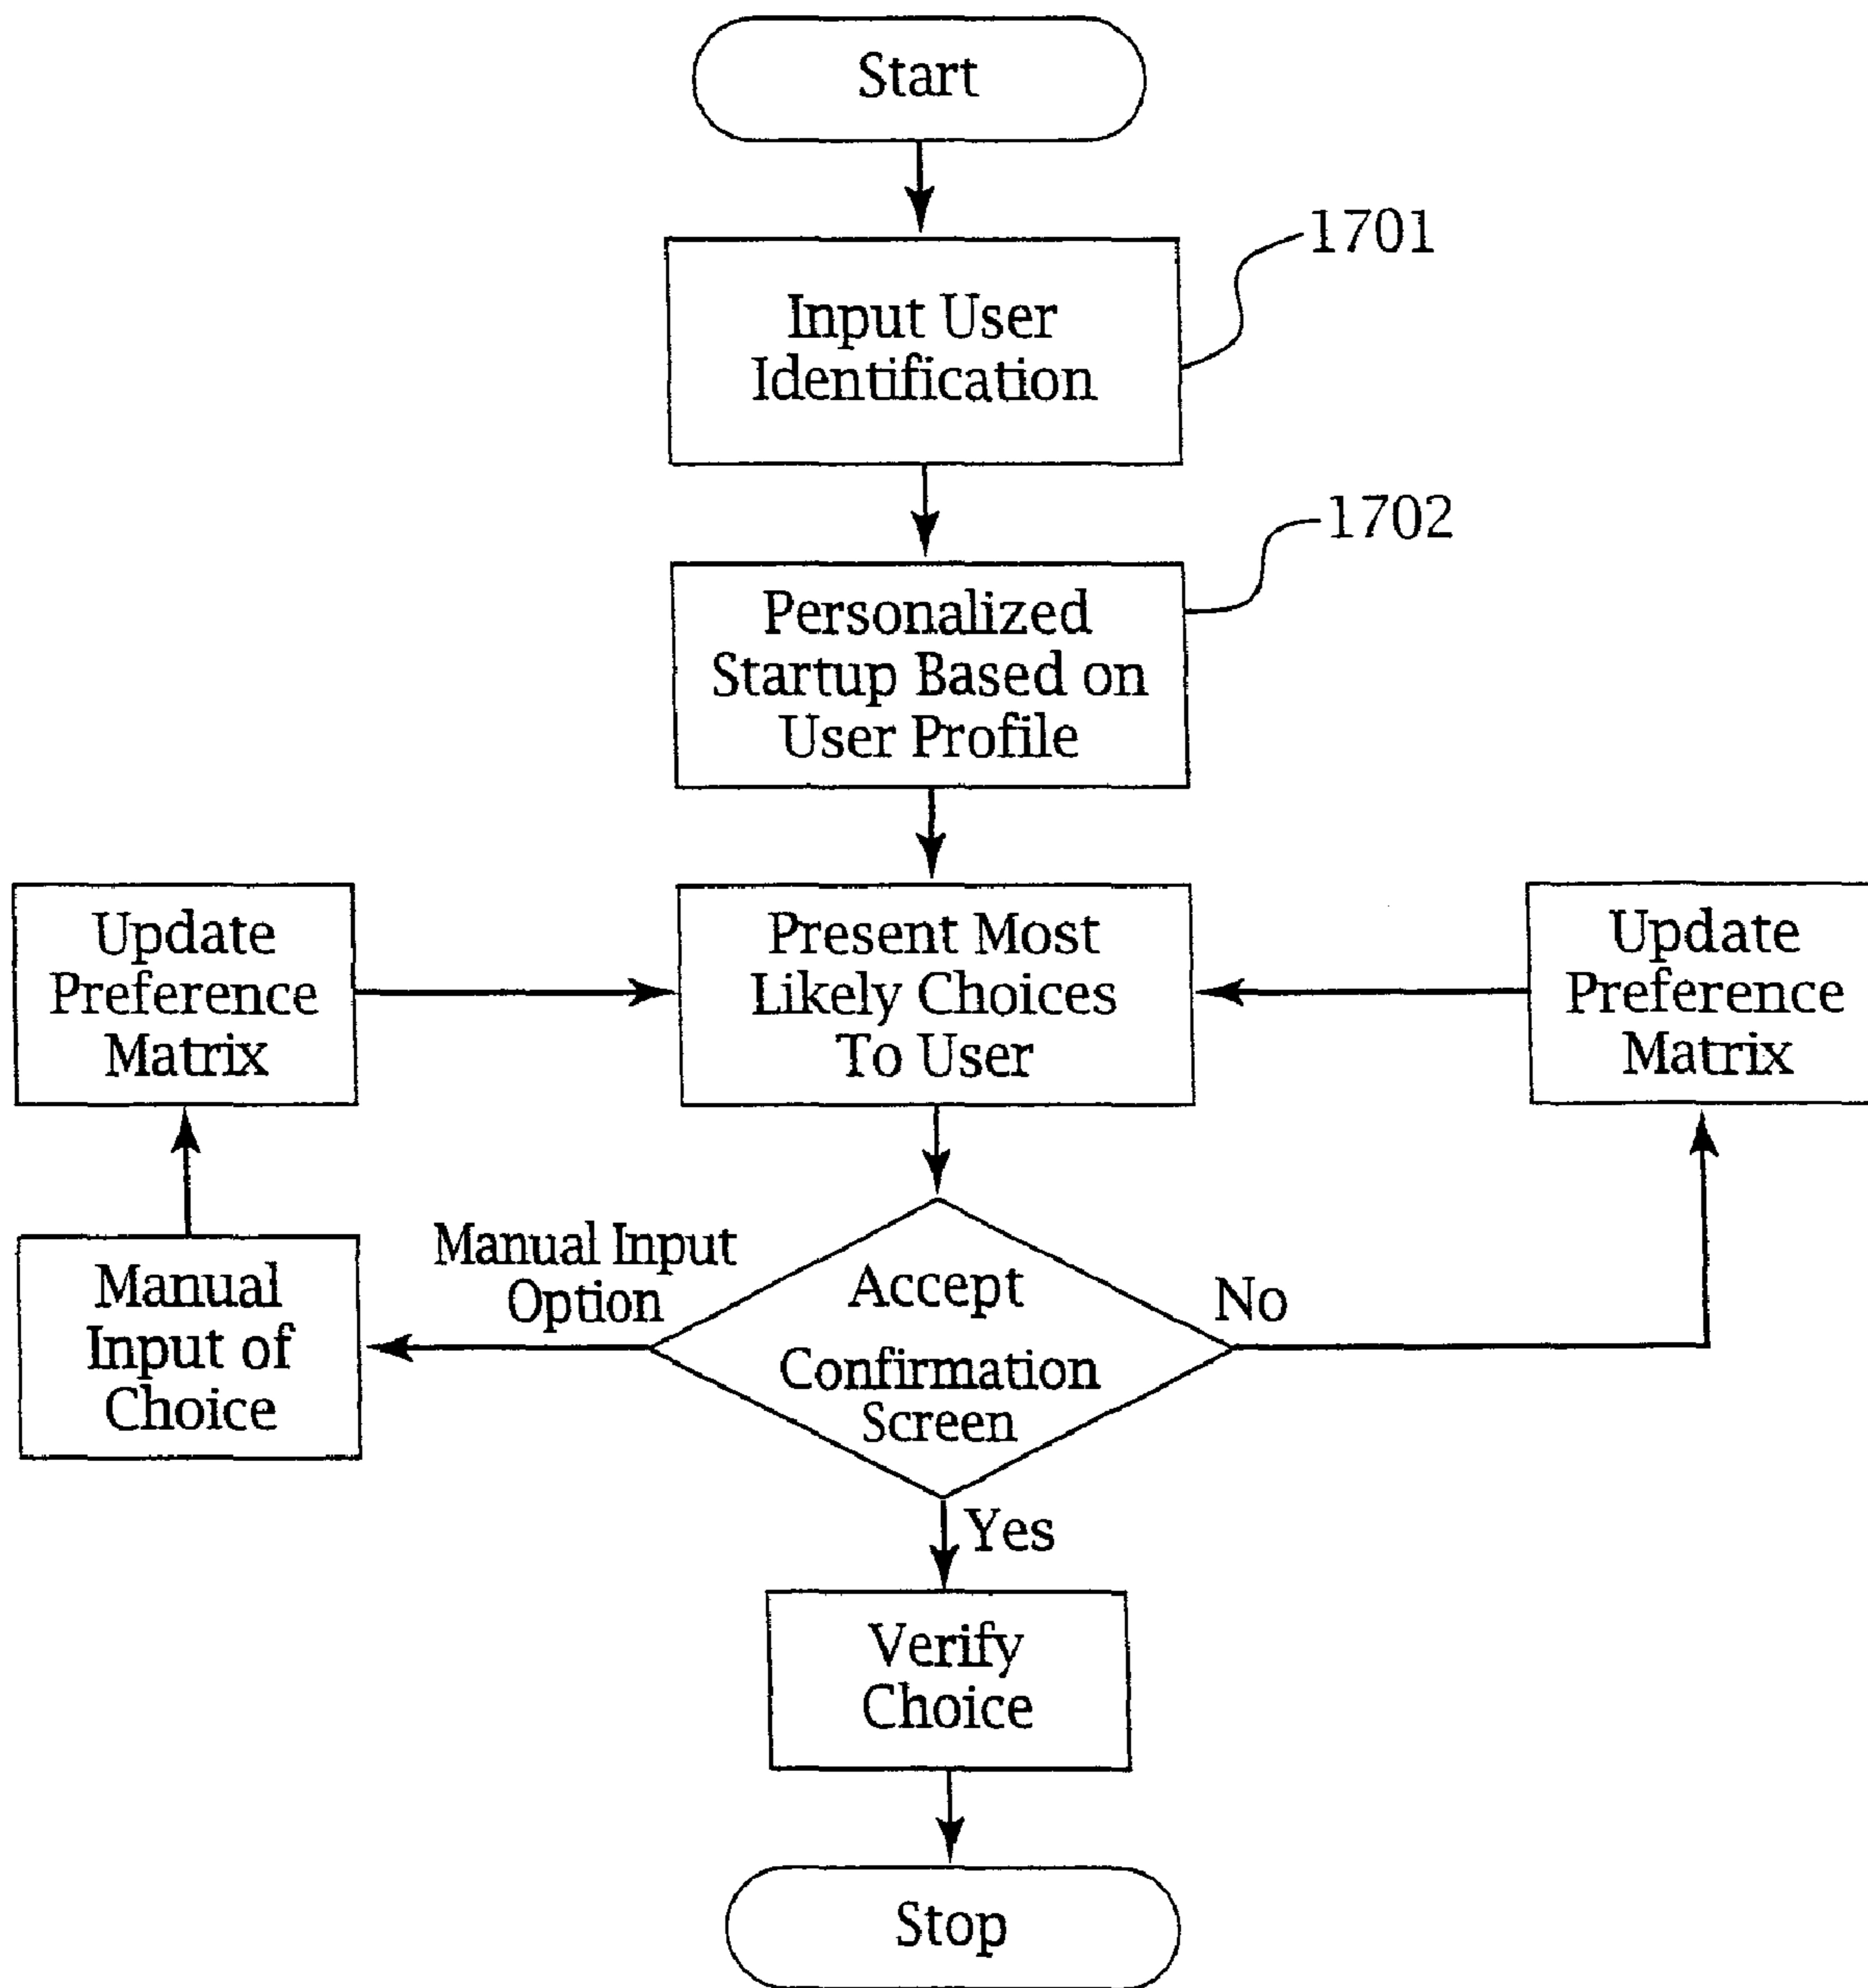 Start
1701
Input User
Identification
1702
Personalized
Startup Based on
User Profile
Update
Preference
Matrix
Present Most
Likely Choices
To User
Update
Preference
Matrix
Manual
Input of
Choice
Manual Input
Option
Accept
Confirmation
Screen
No
Yes
Verify
Choice
Stop